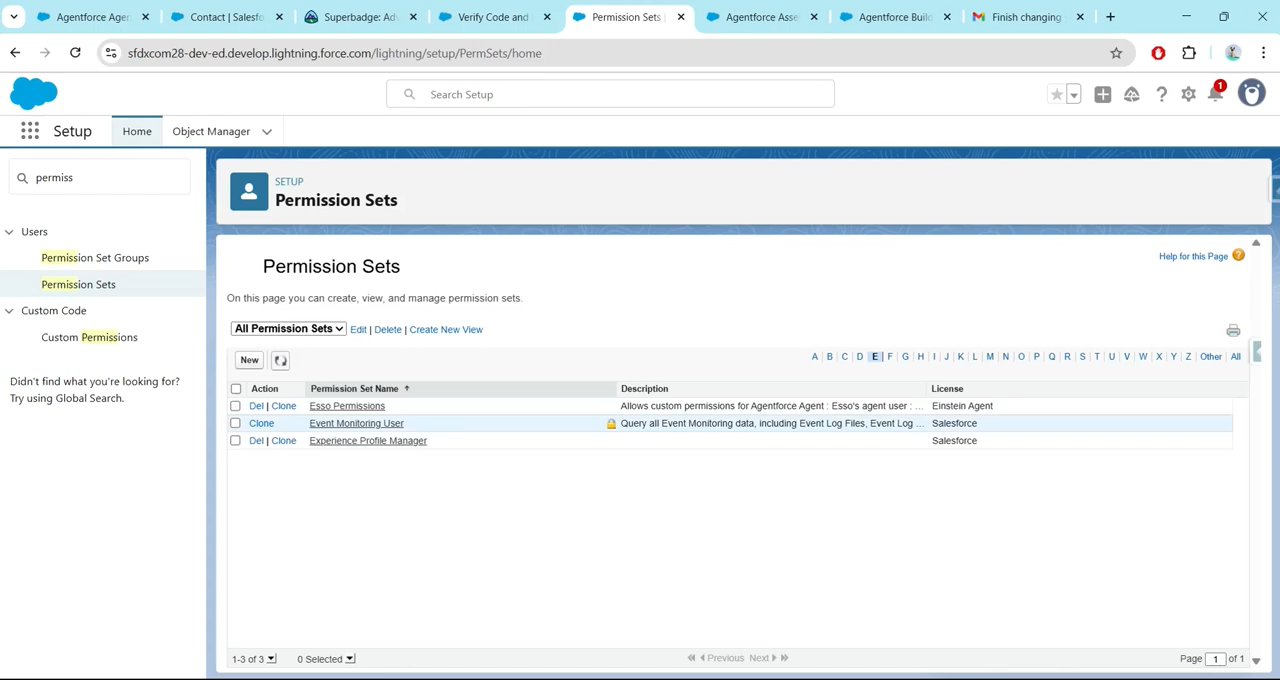 Agentforce Agen
Contact | Salesfo
Superbadge: Adv
Verify Code and
Permission Sets |
Agentforce Asse
Agentforce Build
Finish changing
sfdxcom28-dev-ed.develop.lightning.force.com/lightning/setup/PermSets/home
Search Setup
1
Setup
Home
Object Manager
permiss
Users
Permission Set Groups
Permission Sets
Custom Code
Custom Permissions
Didn't find what you're looking for?
Try using Global Search.
SETUP
Permission Sets
Help for this Page
Permission Sets
On this page you can create, view, and manage permission sets.
All Permission Sets Edit | Delete | Create New View
New
A B C D E F G H I J K L M N O P Q R S T U V W X Y Z Other All
Action Permission Set Name Description License
Del | Clone Esso Permissions Allows custom permissions for Agentforce Agent : Esso's agent user : ... Einstein Agent
Clone Event Monitoring User Query all Event Monitoring data, including Event Log Files, Event Log ... Salesforce
Del | Clone Experience Profile Manager Salesforce
1-3 of 3 0 Selected Previous Next Page 1 of 1